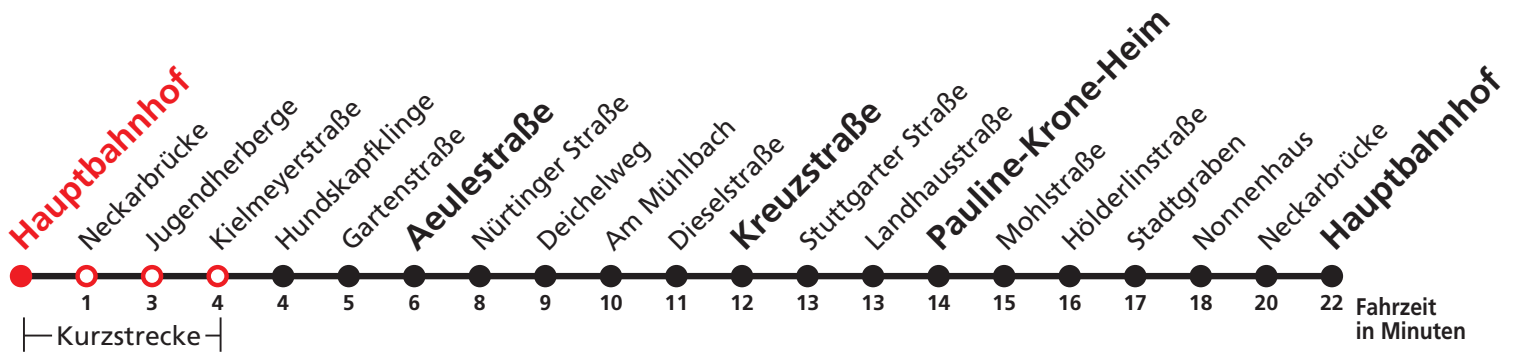 Hauptbahnhof
Neckarbrücke
Jugendherberge
Kielmeyerstraße
Hundskapfklinge
Gartenstraße
Aeulestraße
Nürtinger Straße
Deichelweg
Am Mühlbach
Dieselstraße
Kreuzstraße
Stuttgarter Straße
Landhausstraße
Pauline-Krone-Heim
Mohlstraße
Hölderlinstraße
Stadtgraben
Nonnenhaus
Neckarbrücke
Hauptbahnhof
1 3 4 4 5 6 8 9 10 11 12 13 13 14 15 16 17 18 20 22
Fahrzeit
in Minuten
Kurzstrecke